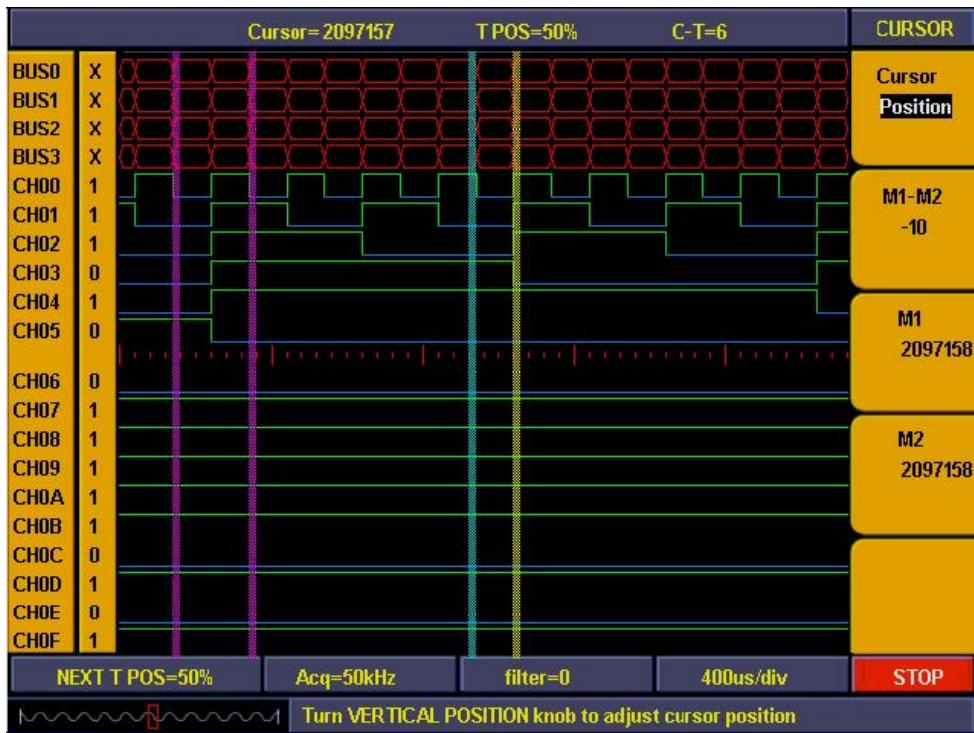 Cursor=2097157 T POS=50% C-T=6 CURSOR
Cursor
Position
M1-M2
-10
M1
2097158
M2
2097158
BUS0 X
BUS1 X
BUS2 X
BUS3 X
CH00 1
CH01 1
CH02 1
CH03 0
CH04 1
CH05 0
CH06 0
CH07 1
CH08 1
CH09 1
CH0A 1
CH0B 1
CH0C 0
CH0D 1
CH0E 0
CH0F 1
NEXT T POS=50% Acq=50kHz filter=0 400us/div STOP
Turn VERTICAL POSITION knob to adjust cursor position